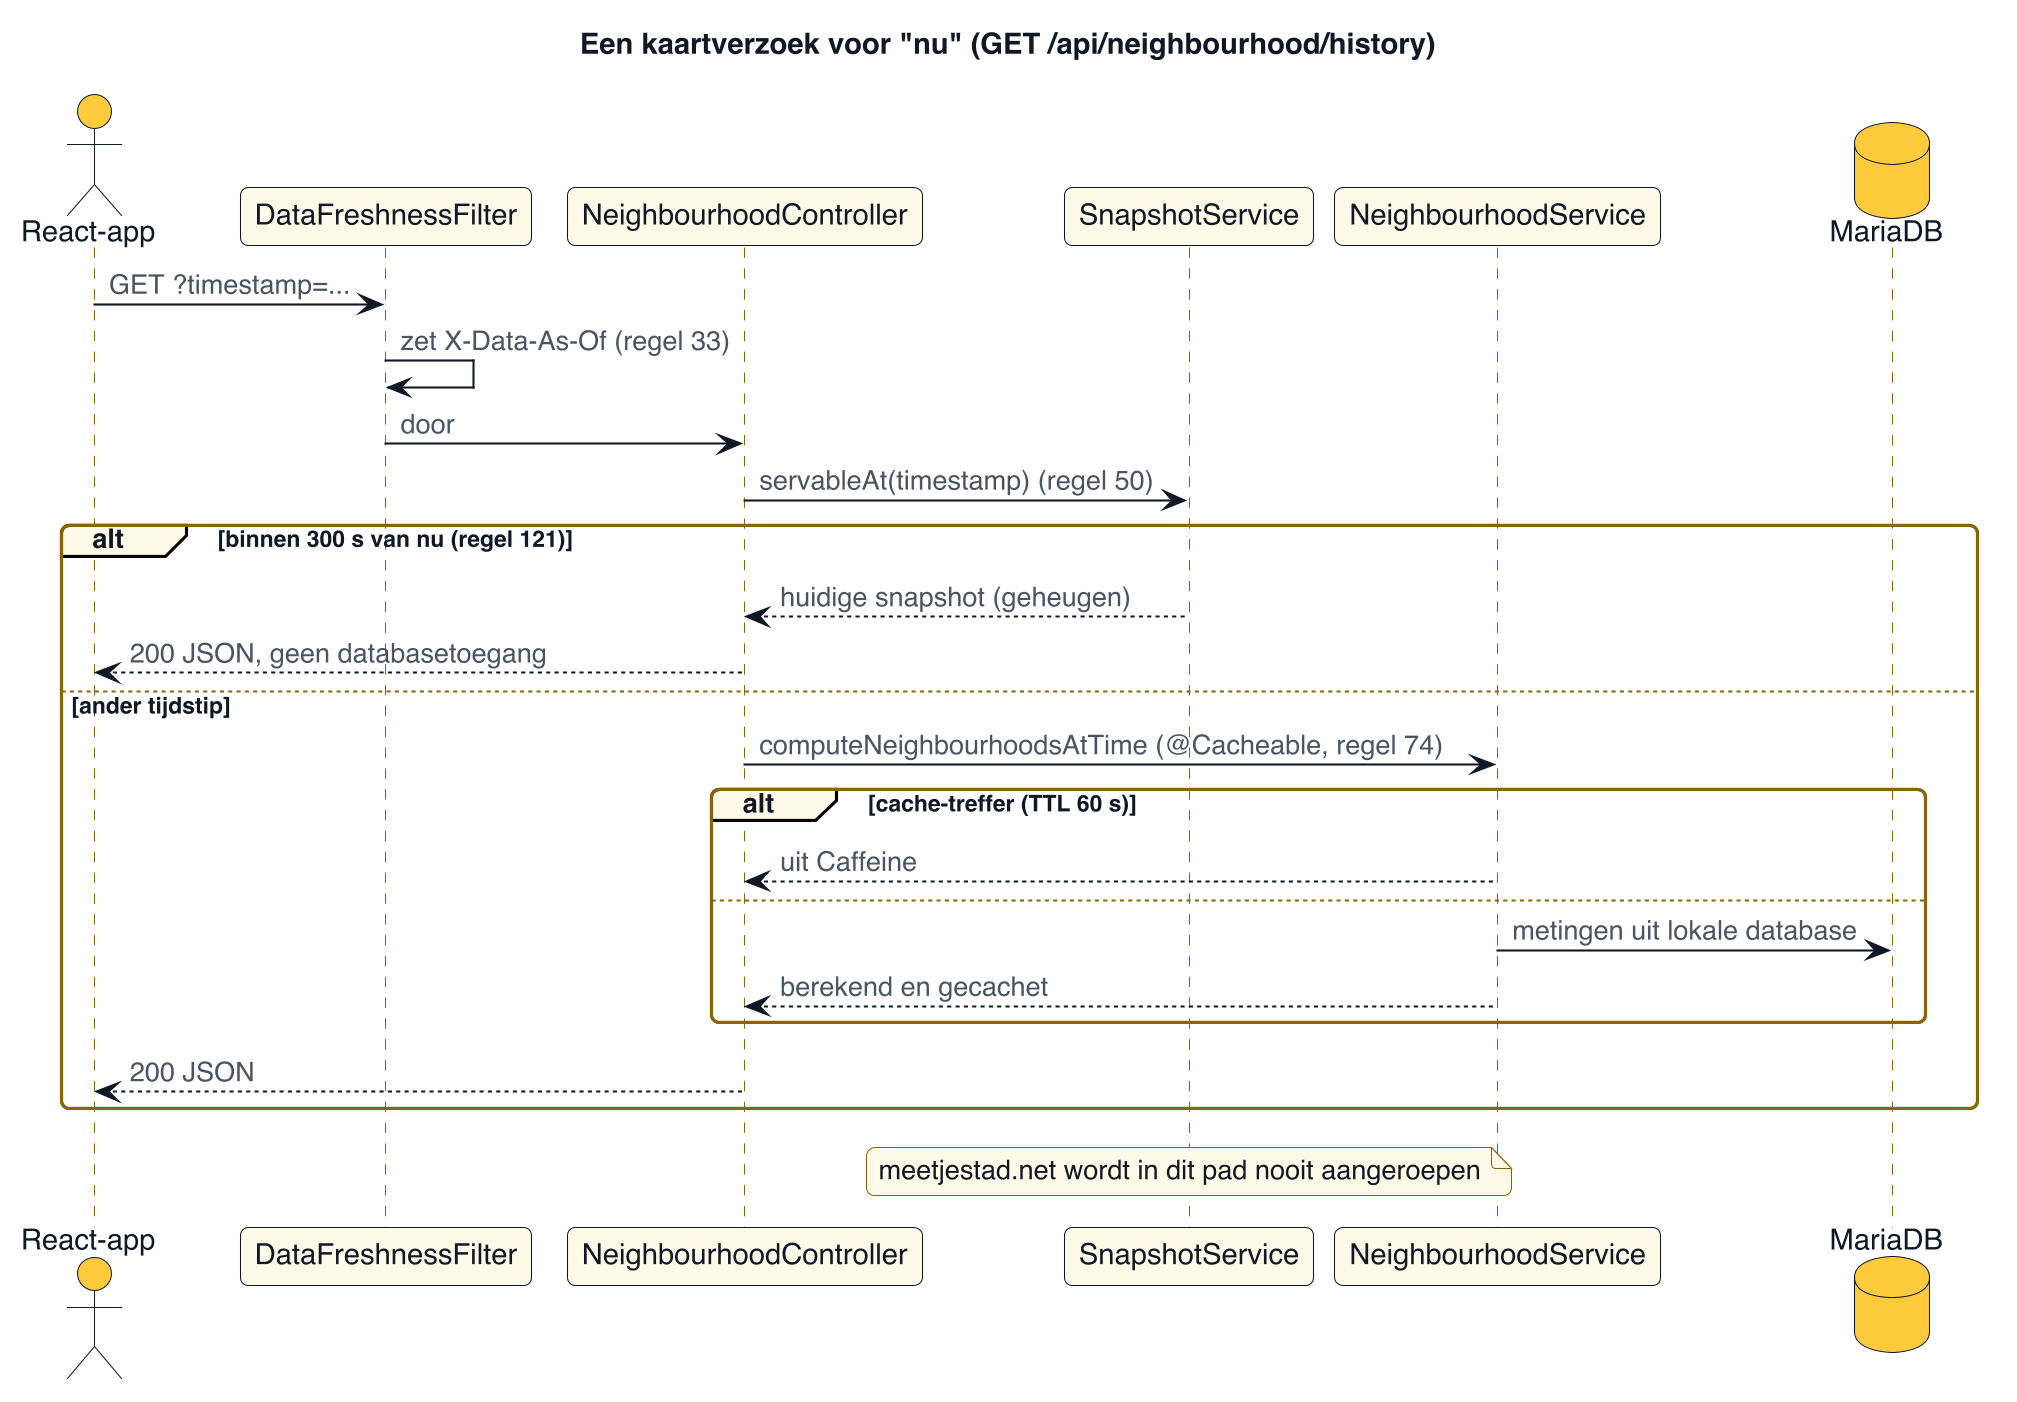 Een kaartverzoek voor "nu" (GET /api/neighbourhood/history)
React-app
DataFreshnessFilter
NeighbourhoodController
SnapshotService
NeighbourhoodService
MariaDB
GET ?timestamp=...
zet X-Data-As-Of (regel 33)
door
servableAt(timestamp) (regel 50)
alt
[binnen 300 s van nu (regel 121)]
huidige snapshot (geheugen)
200 JSON, geen databasetoegang
[ander tijdstip]
computeNeighbourhoodsAtTime (@Cacheable, regel 74)
alt
[cache-treffer (TTL 60 s)]
uit Caffeine
metingen uit lokale database
berekend en gecachet
200 JSON
meetjestad.net wordt in dit pad nooit aangeroepen
React-app
DataFreshnessFilter
NeighbourhoodController
SnapshotService
NeighbourhoodService
MariaDB